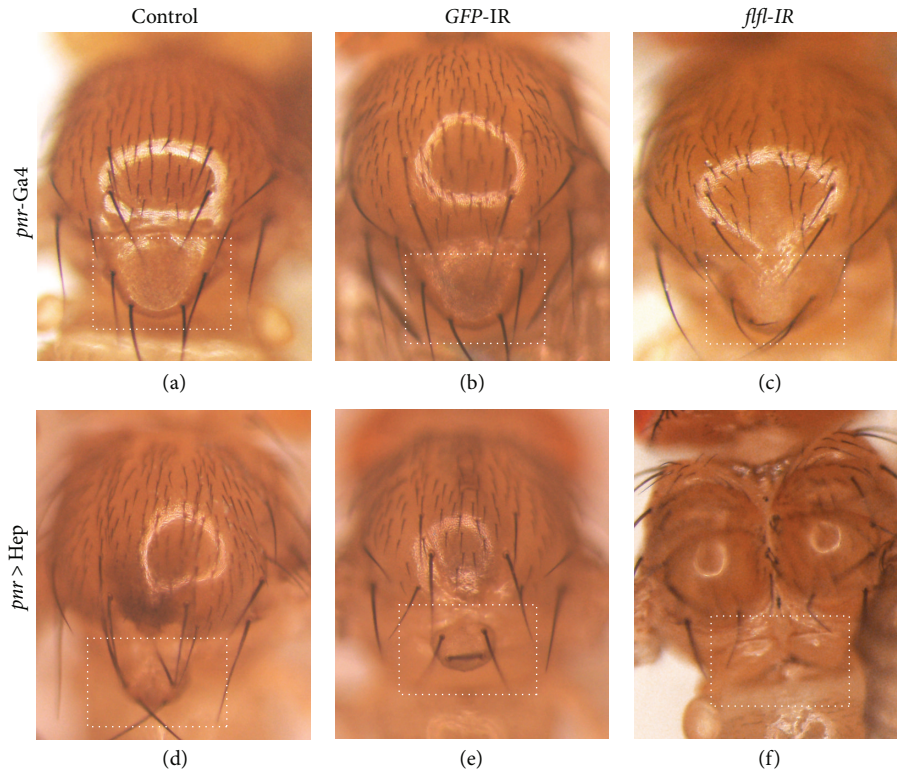 Control
GFP-IR
flfl-IR
pnr-Ga4
(a)
(b)
(c)
pnr > Hep
(d)
(e)
(f)